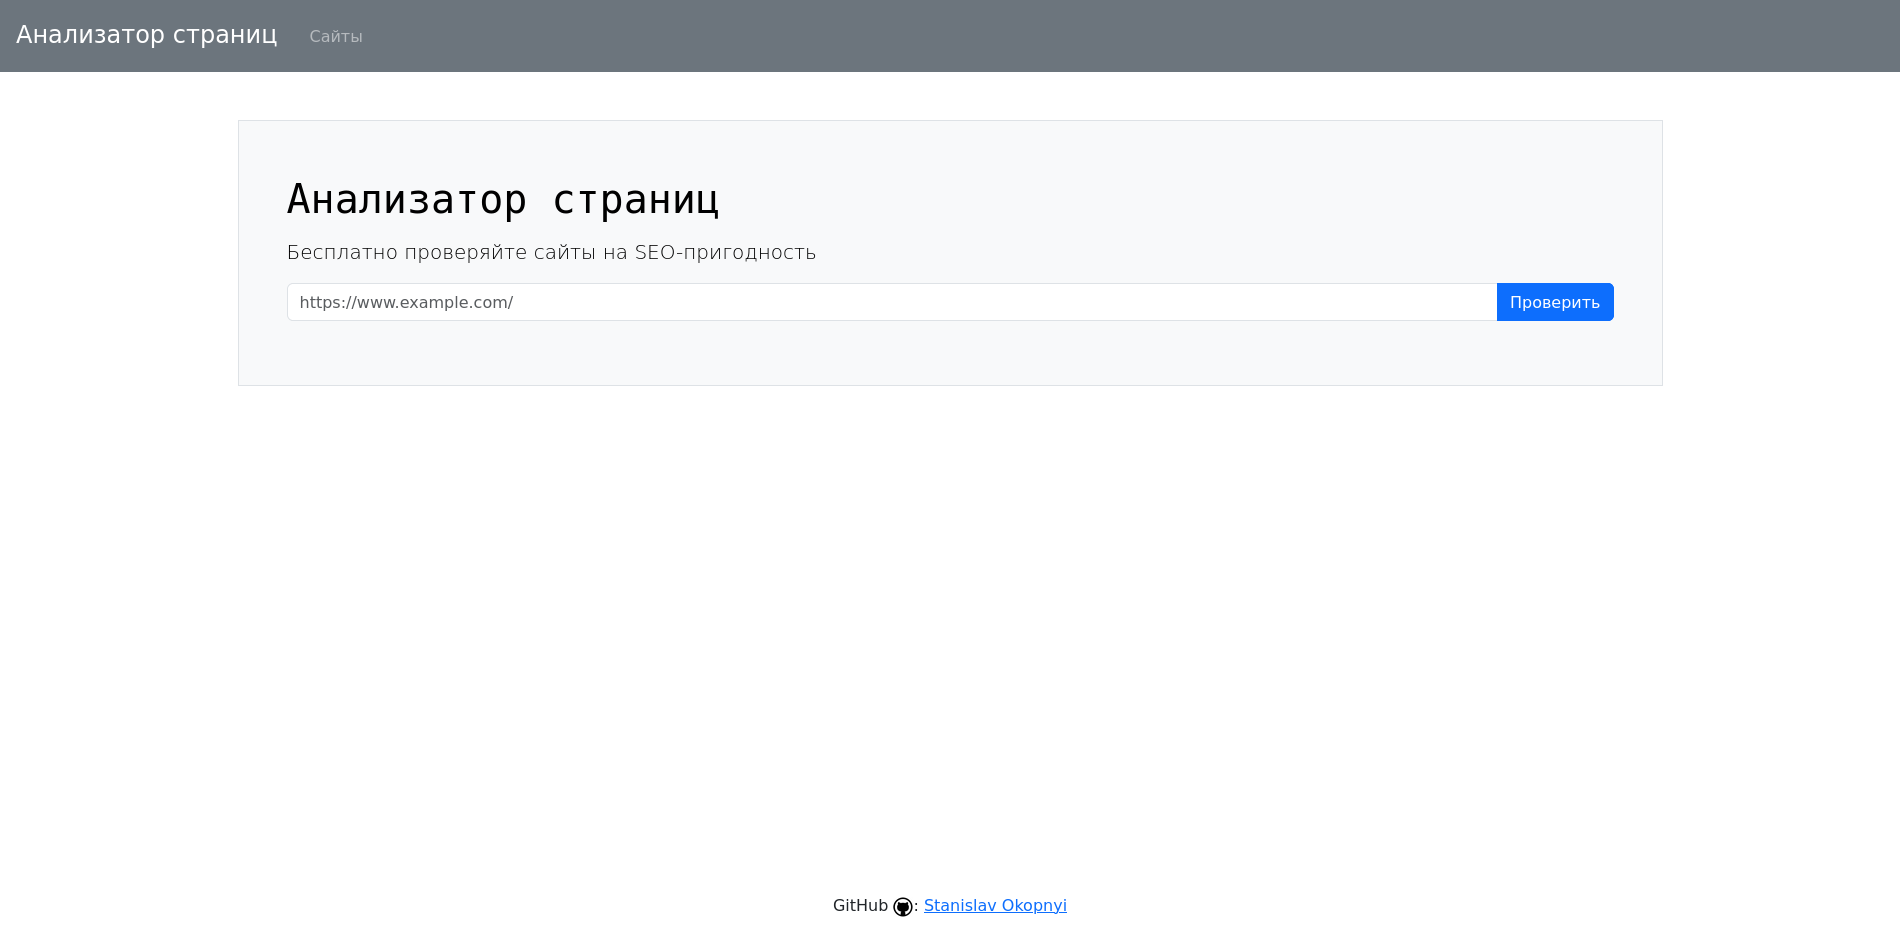 Анализатор страниц Сайты
Анализатор страниц
Бесплатно проверяйте сайты на SEO-пригодность
https://www.example.com/ Проверить
GitHub : Stanislav Okopnyi